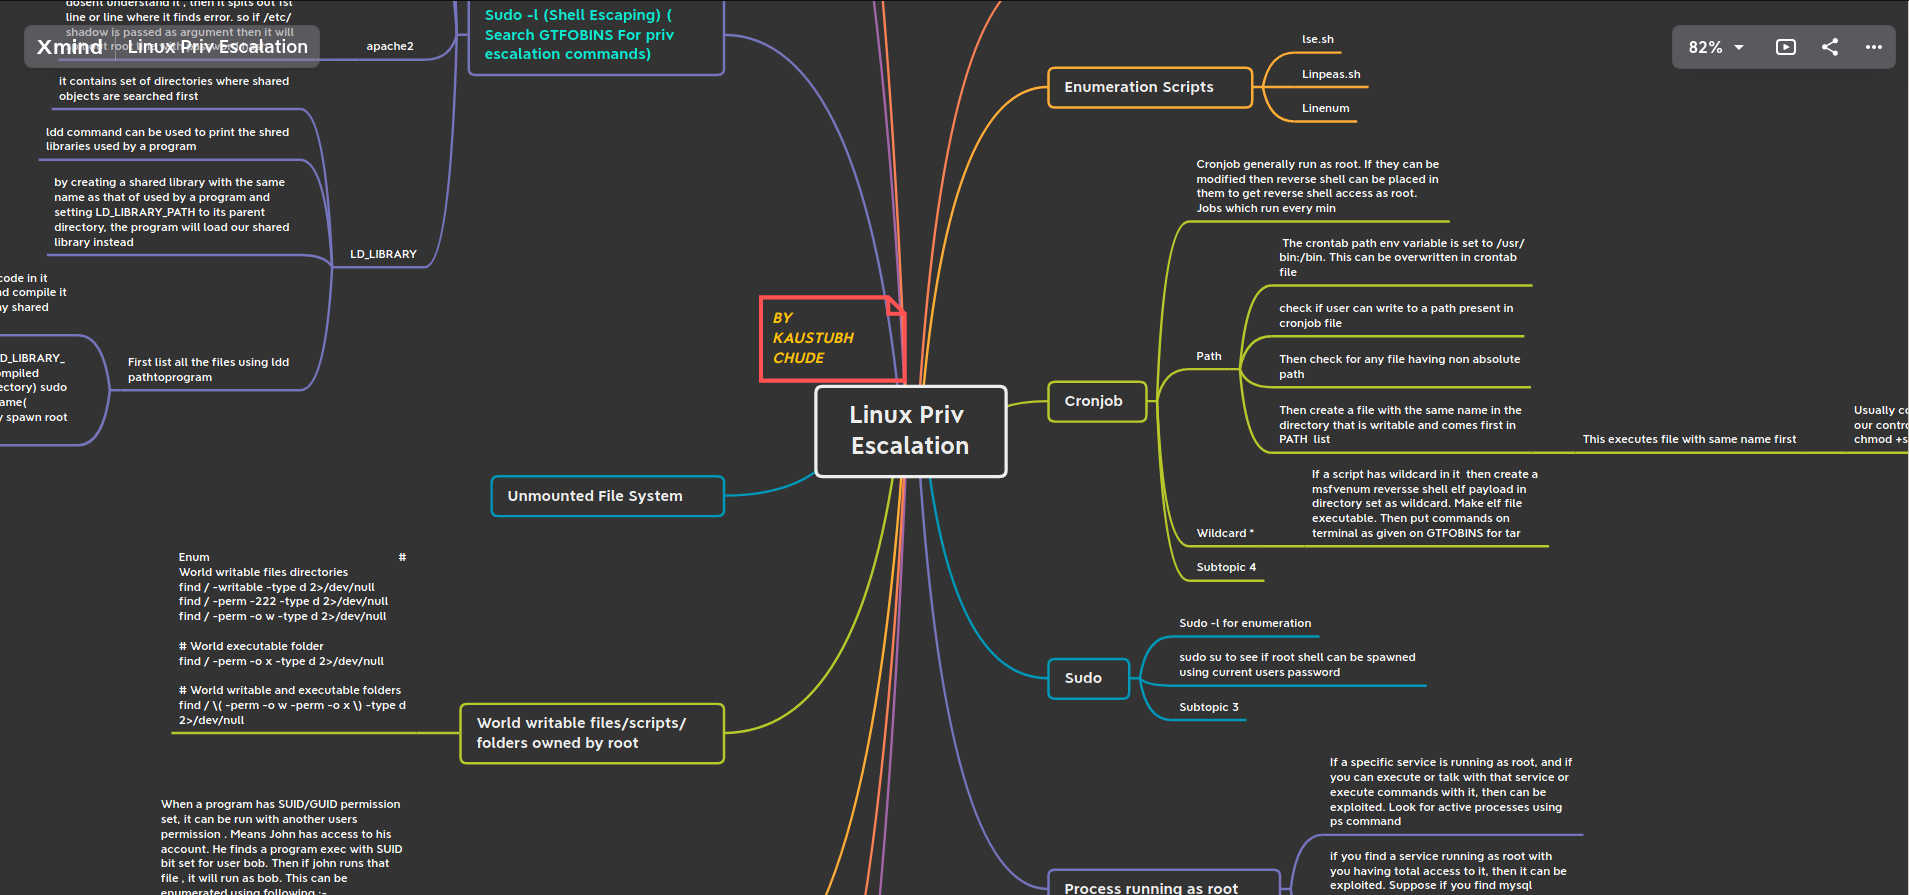 dosent understand it , then it spits out 1st
line or line where it finds error. so if /etc/
shadow is passed as argument then it will
Xmind
Linux Priv Escalation
apache2
it contains set of directories where shared
objects are searched first
ldd command can be used to print the shred
libraries used by a program
by creating a shared library with the same
name as that of used by a program and
setting LD_LIBRARY_PATH to its parent
directory, the program will load our shared
library instead
LD_LIBRARY
code in it
nd compile it
ny shared
D_LIBRARY_
ompiled
ectory) sudo
ame(
y spawn root
First list all the files using ldd
pathtoprogram
Sudo -l (Shell Escaping) (
Search GTFOBINS For priv
escalation commands)
BY
KAUSTUBH
CHUDE
Linux Priv
Escalation
Unmounted File System
Enum #
World writable files directories
find / -writable -type d 2>/dev/null
find / -perm -222 -type d 2>/dev/null
find / -perm -o w -type d 2>/dev/null
# World executable folder
find / -perm -o x -type d 2>/dev/null
# World writable and executable folders
find / \( -perm -o w -perm -o x \) -type d
2>/dev/null
World writable files/scripts/
folders owned by root
When a program has SUID/GUID permission
set, it can be run with another users
permission . Means John has access to his
account. He finds a program exec with SUID
bit set for user bob. Then if john runs that
file , it will run as bob. This can be
enumerated using following :-
82%
Enumeration Scripts
lse.sh
Linpeas.sh
Linenum
Cronjob
Cronjob generally run as root. If they can be
modified then reverse shell can be placed in
them to get reverse shell access as root.
Jobs which run every min
Path
The crontab path env variable is set to /usr/
bin:/bin. This can be overwritten in crontab
file
check if user can write to a path present in
cronjob file
Then check for any file having non absolute
path
Then create a file with the same name in the
directory that is writable and comes first in
PATH list
This executes file with same name first
Usually co
our contro
chmod +s
Wildcard *
If a script has wildcard in it then create a
msfvenum reversse shell elf payload in
directory set as wildcard. Make elf file
executable. Then put commands on
terminal as given on GTFOBINS for tar
Subtopic 4
Sudo
Sudo -l for enumeration
sudo su to see if root shell can be spawned
using current users password
Subtopic 3
Process running as root
If a specific service is running as root, and if
you can execute or talk with that service or
execute commands with it, then can be
exploited. Look for active processes using
ps command
if you find a service running as root with
you having total access to it, then it can be
exploited. Suppose if you find mysql